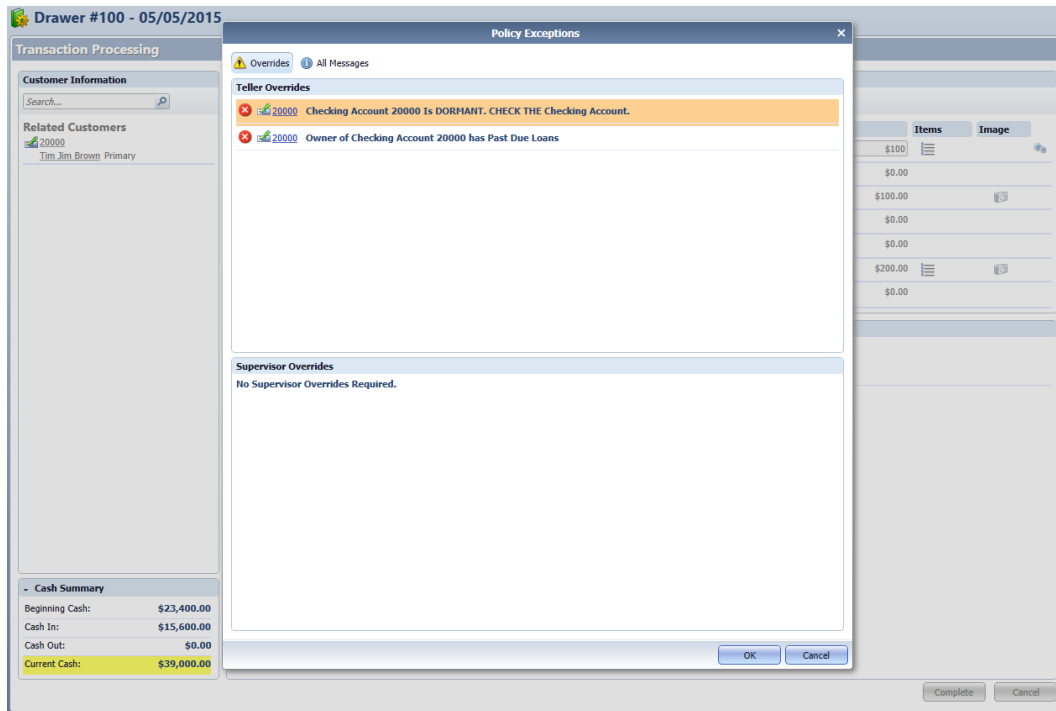 Drawer #100 - 05/05/2015
Transaction Processing
Customer Information
Search...
Related Customers
20000
Tim Jim Brown Primary
Policy Exceptions
Overrides All Messages
Teller Overrides
20000 Checking Account 20000 Is DORMANT. CHECK THE Checking Account.
20000 Owner of Checking Account 20000 has Past Due Loans
Supervisor Overrides
No Supervisor Overrides Required.
OK Cancel
Items Image
$100
$0.00
$100.00
$0.00
$0.00
$200.00
$0.00
- Cash Summary
Beginning Cash: $23,400.00
Cash In: $15,600.00
Cash Out: $0.00
Current Cash: $39,000.00
Complete Cancel